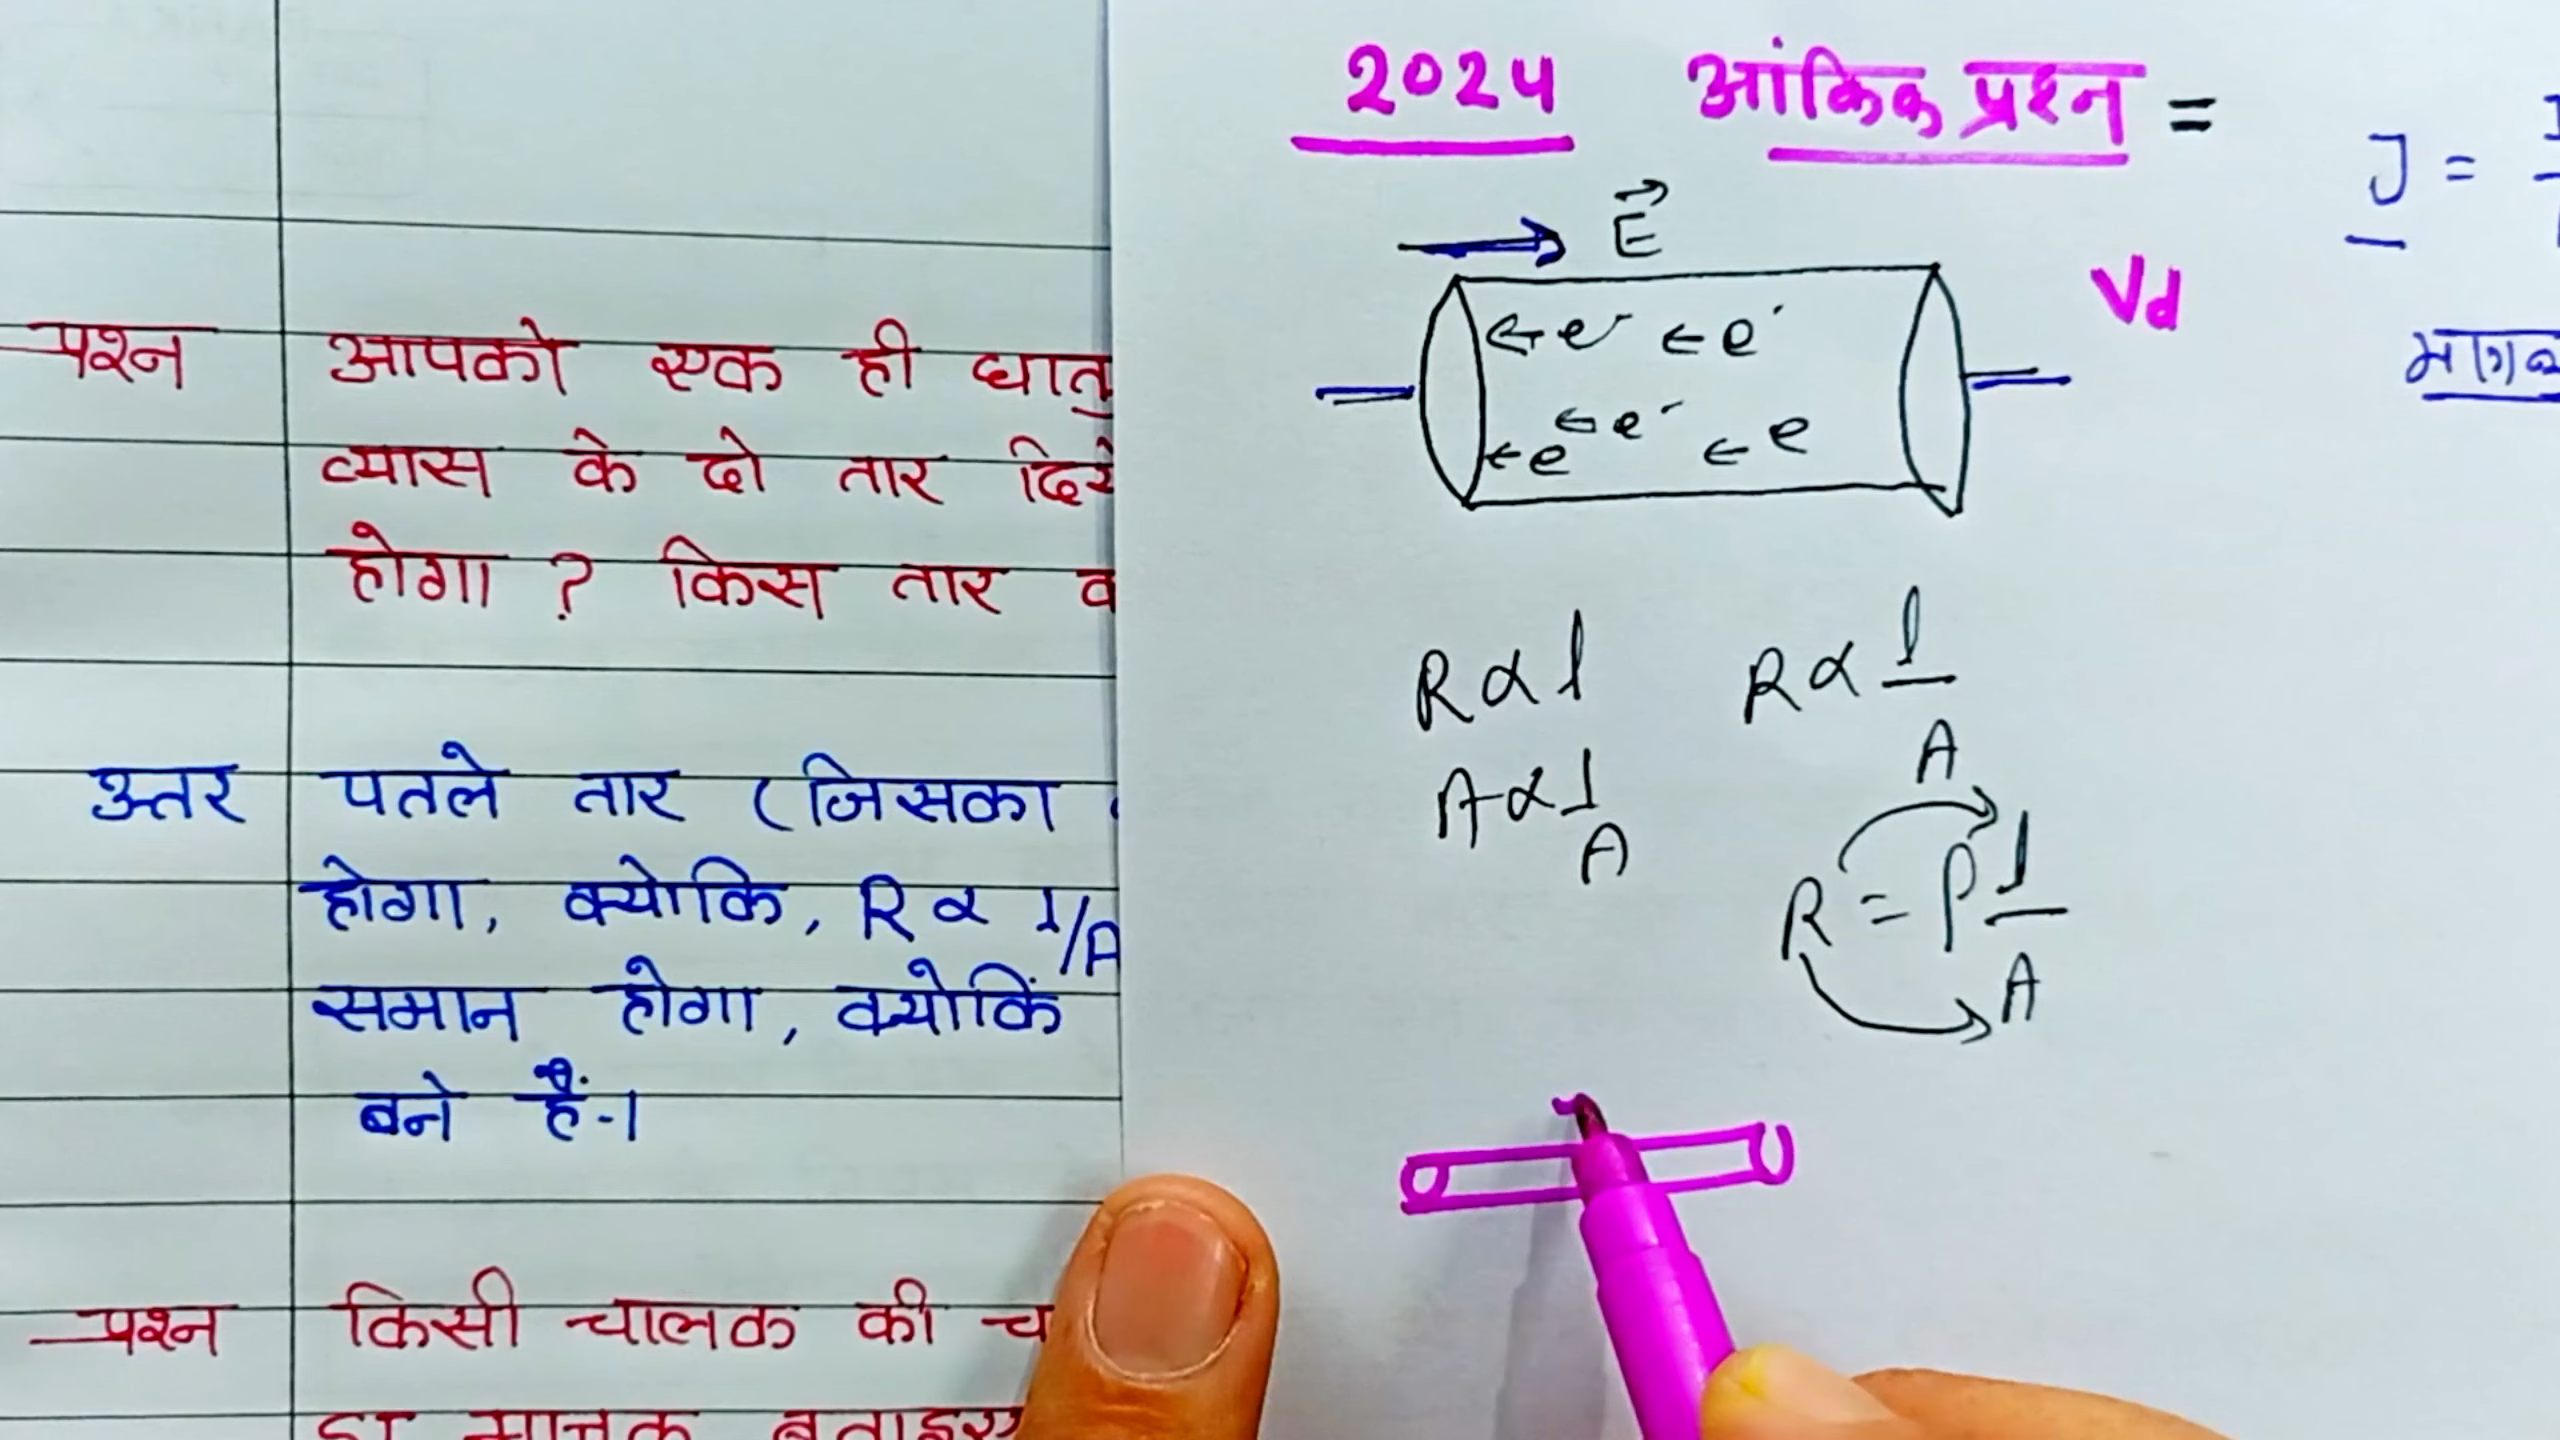 प्रश्न आपको एक ही धातु
व्यास के दो तार दिये
होगा ? किस तार
उत्तर पतले तार (जिसका
होगा, क्योकि, R ∝ 1/A
समान होगा, क्योकिं
बने हैं-।
प्रश्न किसी चालक की
2024 आंकिक प्रश्न =
E⃗
Vd
←e⁻ ←e⁻
←e⁻
←e ←e
R ∝ l
R ∝ l/A
A ∝ 1/A
R = ρ l/A
J =